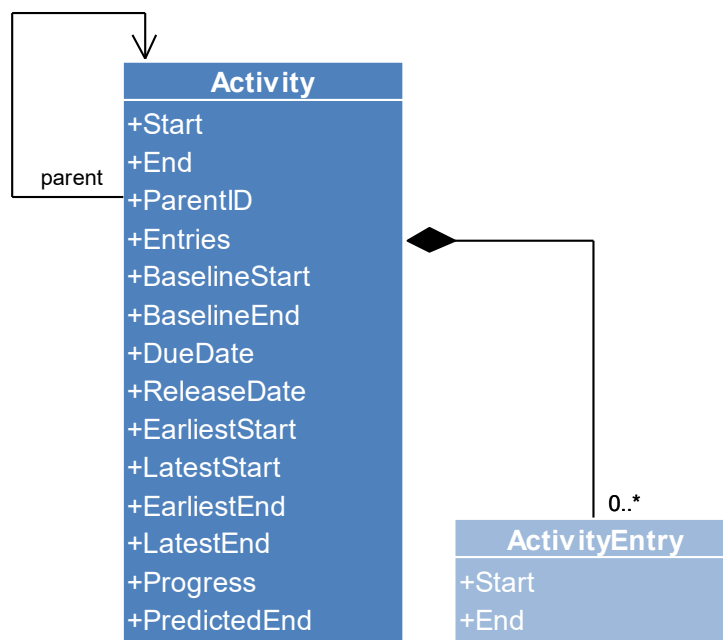 Activity
+Start
+End
parent
+ParentID
+Entries
+BaselineStart
+BaselineEnd
+DueDate
+ReleaseDate
+EarliestStart
+LatestStart
+EarliestEnd
+LatestEnd
+Progress
+PredictedEnd
0..*
ActivityEntry
+Start
+End